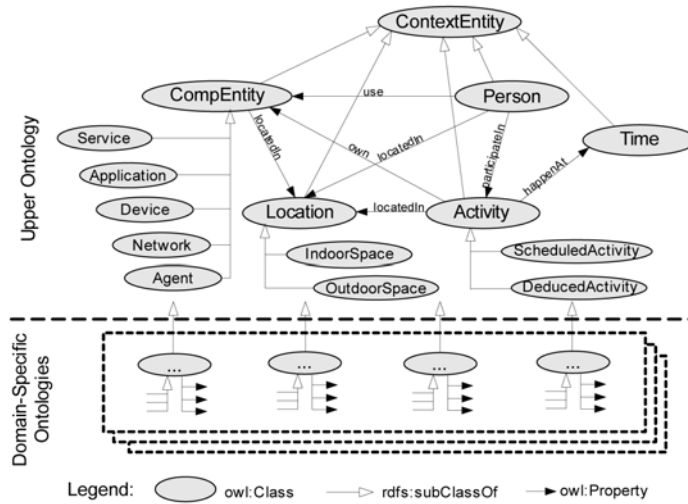 ContextEntity
CompEntity
use
Person
Service
locatedIn
own
locatedIn
participateIn
happenAt
Time
Application
Device
Location
locatedIn
Activity
Network
IndoorSpace
ScheduledActivity
Agent
OutdoorSpace
DeducedActivity
Upper Ontology
Domain-Specific
Ontologies
...
...
...
...
Legend:
owl:Class
rdfs:subClassOf
owl:Property